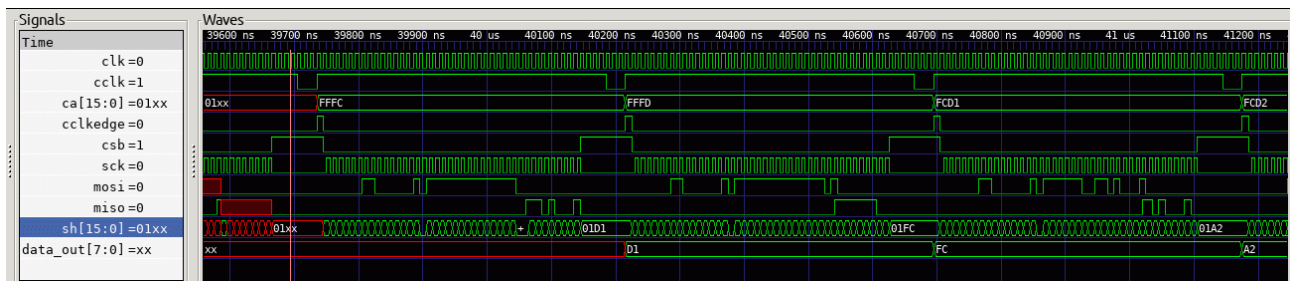 Signals
Waves
Time
39600 ns 39700 ns 39800 ns 39900 ns 40 us 40100 ns 40200 ns 40300 ns 40400 ns 40500 ns 40600 ns 40700 ns 40800 ns 40900 ns 41 us 41100 ns 41200 ns
clk=0
cclk=1
ca[15:0]=01xx 01xx FFFC FFFD FCD1 FCD2
cclkedge=0
csb=1
sck=0
mosi=0
miso=0
sh[15:0]=01xx 01xx + 01D1 01FC 01A2
data_out[7:0]=xx xx D1 FC A2